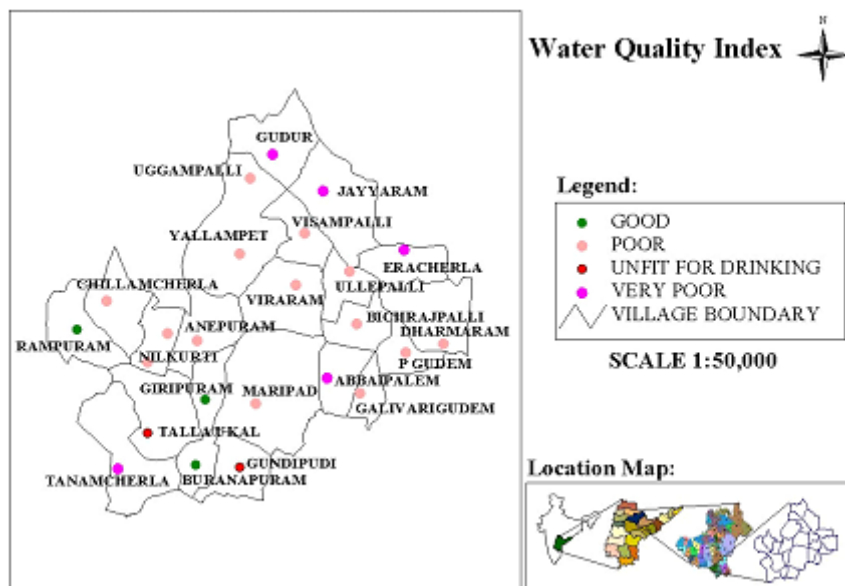 Water Quality Index
N
GUDUR
UGGAMPALLI
JAYYARAM
VISAMPALLI
YALLAMPET
ERACHERLA
CHILLAMCHERLA
ULLEPALLI
VIRARAM
BICHRAJPALLI
ANEPURAM
DHARMARAM
RAMPURAM
NILKURTI
P GUDEM
GIRIPURAM
MARIPAD
ABBAIPALEM
GALIVARIGUDEM
GUNDIPUDI
TANAMCHERLA
BURANAPURAM
Legend:
GOOD
POOR
UNFIT FOR DRINKING
VERY POOR
VILLAGE BOUNDARY
SCALE 1:50,000
Location Map: